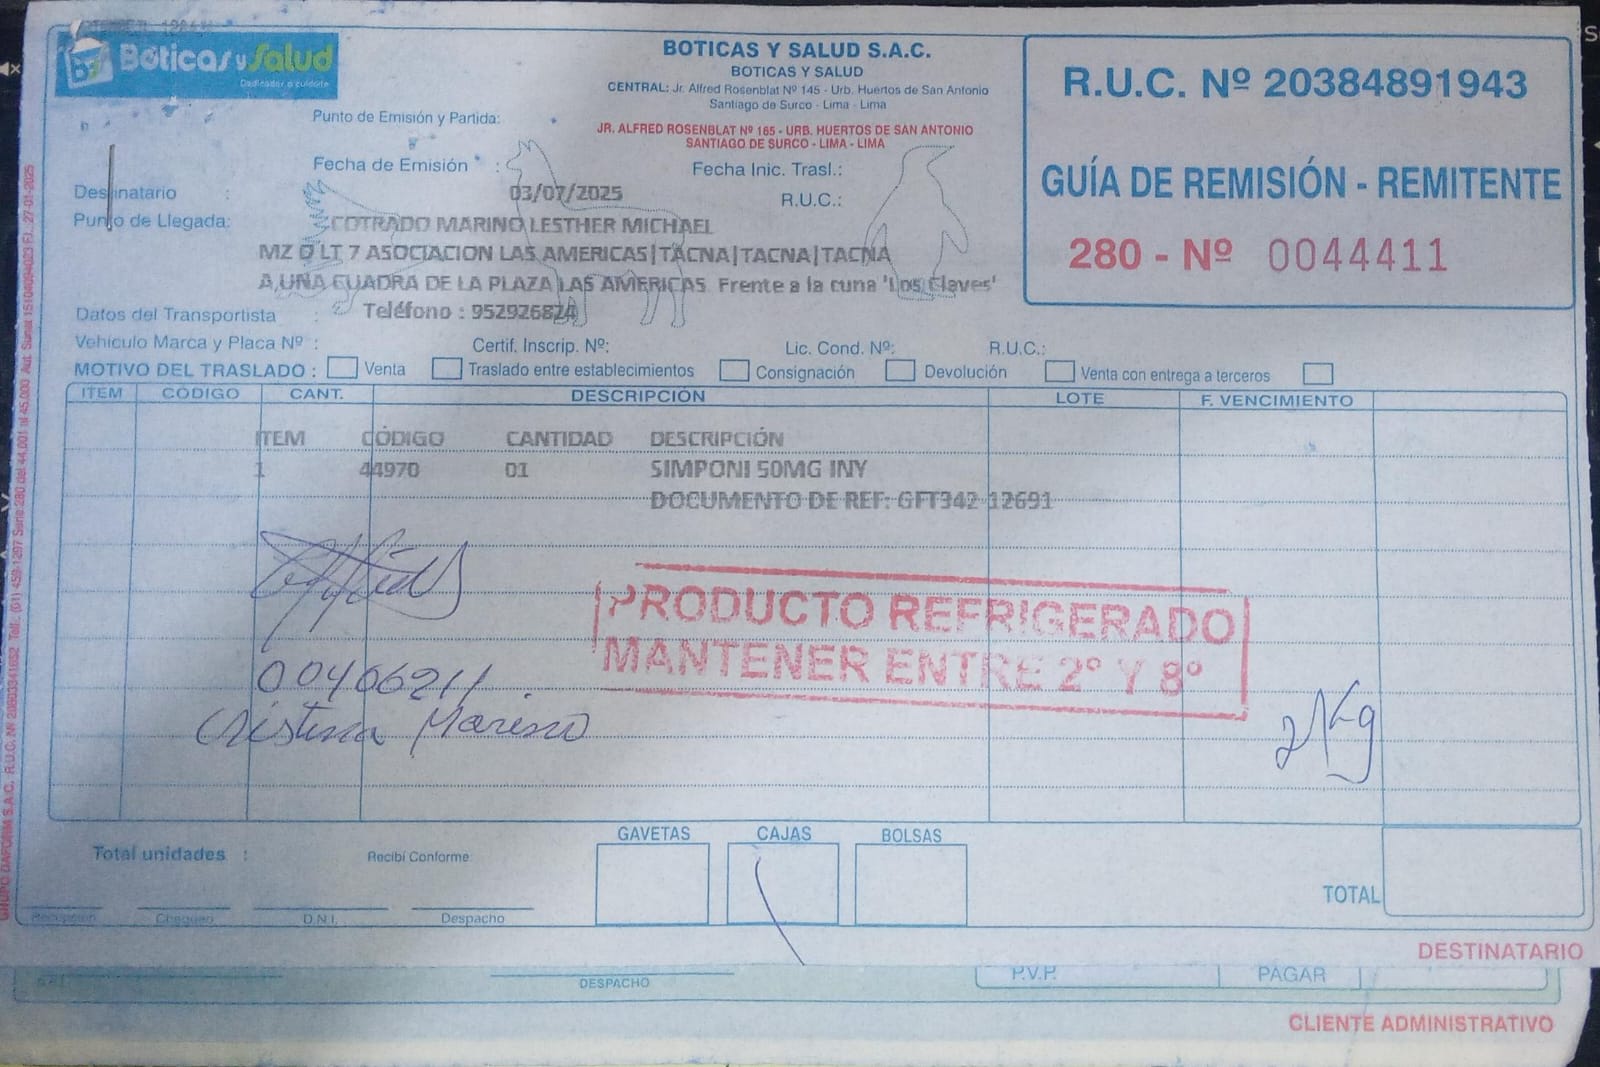 Boticas y Salud
Dedicados a cuidarte
BOTICAS Y SALUD S.A.C.
BOTICAS Y SALUD
CENTRAL: Jr. Alfred Rosenblat Nº 145 - Urb. Huertos de San Antonio
Santiago de Surco - Lima - Lima
R.U.C. Nº 20384891943
GUÍA DE REMISIÓN - REMITENTE
280 - Nº 0044411
Punto de Emisión y Partida:
JR. ALFRED ROSENBLAT Nº 165 - URB. HUERTOS DE SAN ANTONIO
SANTIAGO DE SURCO - LIMA - LIMA
Fecha de Emisión :
Fecha Inic. Trasl.:
03/07/2025
Destinatario :
R.U.C.:
Punto de Llegada:
COTRADO MARINO LESTHER MICHAEL
MZ D LT 7 ASOCIACION LAS AMERICAS|TACNA|TACNA|TACNA
A UNA CUADRA DE LA PLAZA LAS AMERICAS. Frente a la cuna 'Los Claves'
Datos del Transportista :
Teléfono : 952926824
Vehículo Marca y Placa Nº :
Certif. Inscrip. Nº:
Lic. Cond. Nº:
R.U.C.:
MOTIVO DEL TRASLADO : Venta Traslado entre establecimientos Consignación Devolución Venta con entrega a terceros
ITEM CÓDIGO CANT. DESCRIPCIÓN LOTE F. VENCIMIENTO
ITEM CÓDIGO CANTIDAD DESCRIPCIÓN
1 44970 01 SIMPONI 50MG INY
DOCUMENTO DE REF: GFT342 12691
PRODUCTO REFRIGERADO
MANTENER ENTRE 2º Y 8º
00406211
Cristina Marino
2Kg
GAVETAS CAJAS BOLSAS
Total unidades :
Recibí Conforme
TOTAL
Recepción Chequeo D.N.I. Despacho
DESTINATARIO
DESPACHO
P.V.P. PAGAR
CLIENTE ADMINISTRATIVO